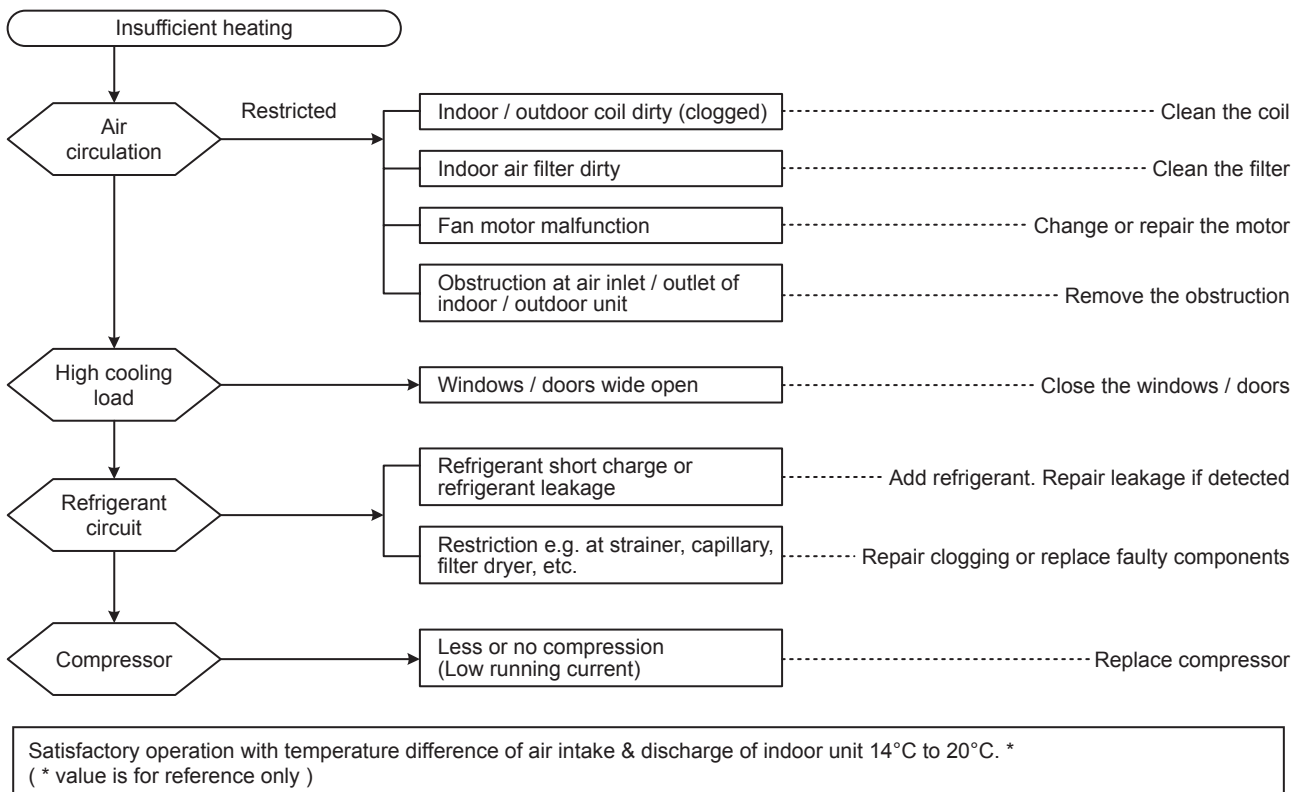 Insufficient heating
Air
circulation
Restricted
Indoor / outdoor coil dirty (clogged)
Clean the coil
Indoor air filter dirty
Clean the filter
Fan motor malfunction
Change or repair the motor
Obstruction at air inlet / outlet of
indoor / outdoor unit
Remove the obstruction
High cooling
load
Windows / doors wide open
Close the windows / doors
Refrigerant
circuit
Refrigerant short charge or
refrigerant leakage
Add refrigerant. Repair leakage if detected
Restriction e.g. at strainer, capillary,
filter dryer, etc.
Repair clogging or replace faulty components
Compressor
Less or no compression
(Low running current)
Replace compressor
Satisfactory operation with temperature difference of air intake & discharge of indoor unit 14°C to 20°C. *
( * value is for reference only )